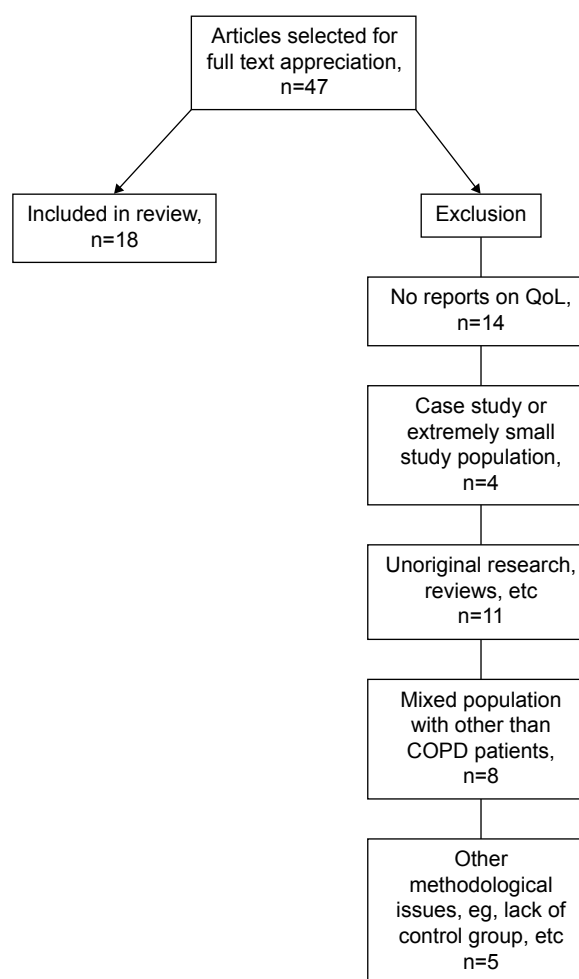 Articles selected for
full text appreciation,
n=47
Included in review,
n=18
Exclusion
No reports on QoL,
n=14
Case study or
extremely small
study population,
n=4
Unoriginal research,
reviews, etc
n=11
Mixed population
with other than
COPD patients,
n=8
Other
methodological
issues, eg, lack of
control group, etc
n=5